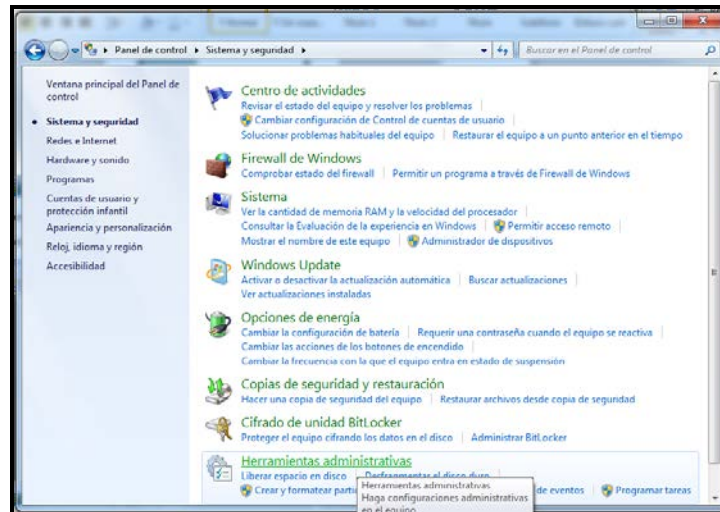 Panel de control ▸ Sistema y seguridad ▸
Buscar en el Panel de control
Ventana principal del Panel de
control
Sistema y seguridad
Redes e Internet
Hardware y sonido
Programas
Cuentas de usuario y
protección infantil
Apariencia y personalización
Reloj, idioma y región
Accesibilidad
Centro de actividades
Revisar el estado del equipo y resolver los problemas
Cambiar configuración de Control de cuentas de usuario
Solucionar problemas habituales del equipo | Restaurar el equipo a un punto anterior en el tiempo
Firewall de Windows
Comprobar estado del firewall | Permitir un programa a través de Firewall de Windows
Sistema
Ver la cantidad de memoria RAM y la velocidad del procesador
Consultar la Evaluación de la experiencia en Windows | Permitir acceso remoto
Mostrar el nombre de este equipo | Administrador de dispositivos
Windows Update
Activar o desactivar la actualización automática | Buscar actualizaciones
Ver actualizaciones instaladas
Opciones de energía
Cambiar la configuración de batería | Requerir una contraseña cuando el equipo se reactiva
Cambiar las acciones de los botones de encendido
Cambiar la frecuencia con la que el equipo entra en estado de suspensión
Copias de seguridad y restauración
Hacer una copia de seguridad del equipo | Restaurar archivos desde copia de seguridad
Cifrado de unidad BitLocker
Proteger el equipo cifrando los datos en el disco | Administrar BitLocker
Herramientas administrativas
Liberar espacio en disco | Desfragmentar el disco duro
Crear y formatear parti de eventos | Programar tareas
Herramientas administrativas
Haga configuraciones administrativas
en el equipo